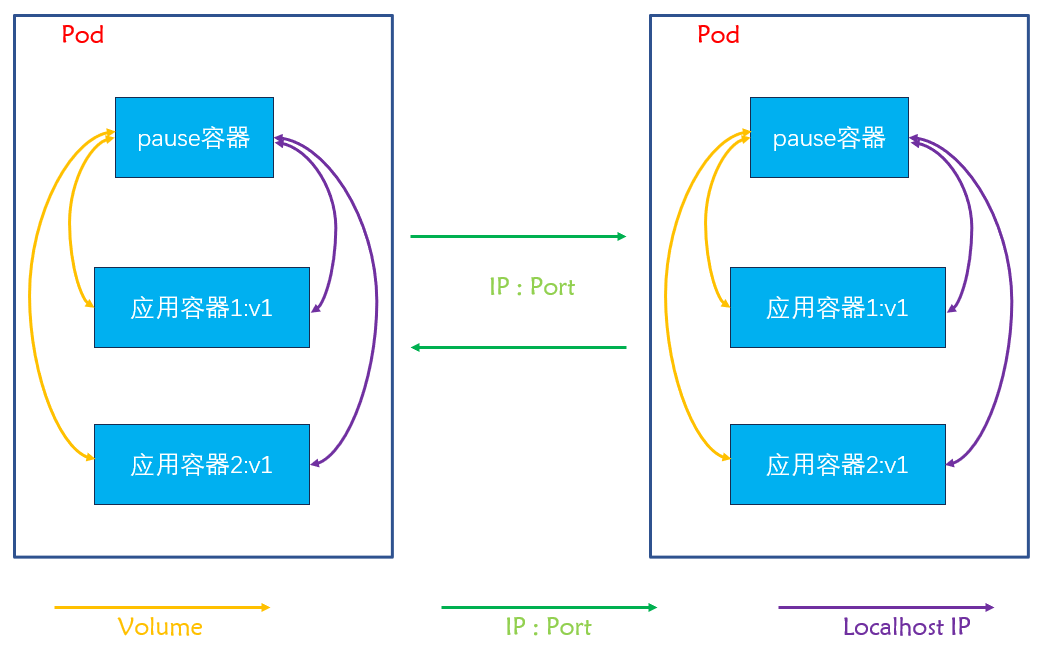 Pod
pause容器
应用容器1:v1
应用容器2:v1
IP : Port
Pod
pause容器
应用容器1:v1
应用容器2:v1
Volume
IP : Port
Localhost IP